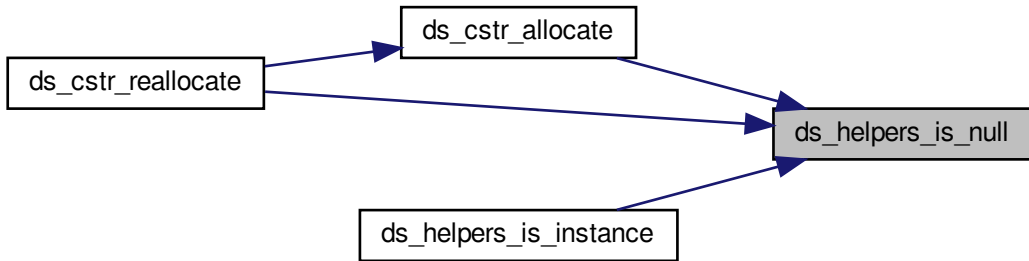 ds_cstr_allocate
ds_cstr_reallocate
ds_helpers_is_null
ds_helpers_is_instance